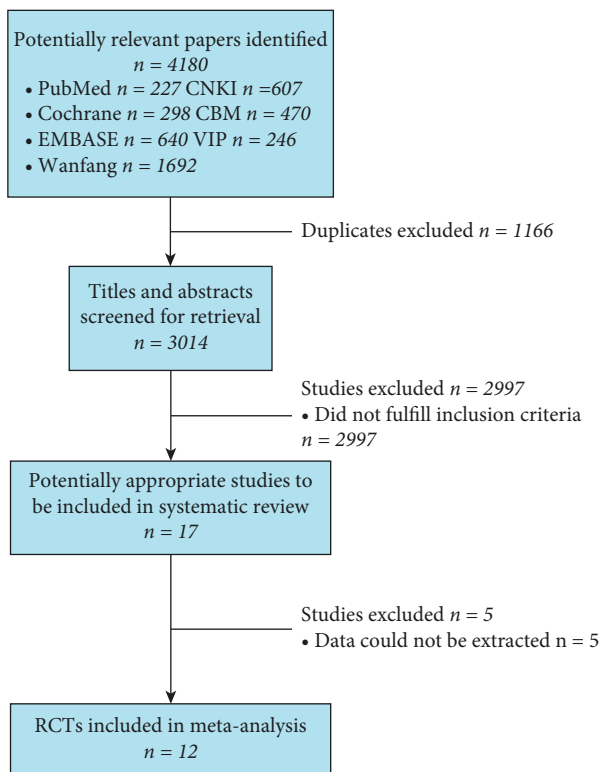 Potentially relevant papers identified
n = 4180
• PubMed n = 227 CNKI n =607
• Cochrane n = 298 CBM n = 470
• EMBASE n = 640 VIP n = 246
• Wanfang n = 1692
Duplicates excluded n = 1166
Titles and abstracts
screened for retrieval
n = 3014
Studies excluded n = 2997
• Did not fulfill inclusion criteria
n = 2997
Potentially appropriate studies to
be included in systematic review
n = 17
Studies excluded n = 5
• Data could not be extracted n = 5
RCTs included in meta-analysis
n = 12